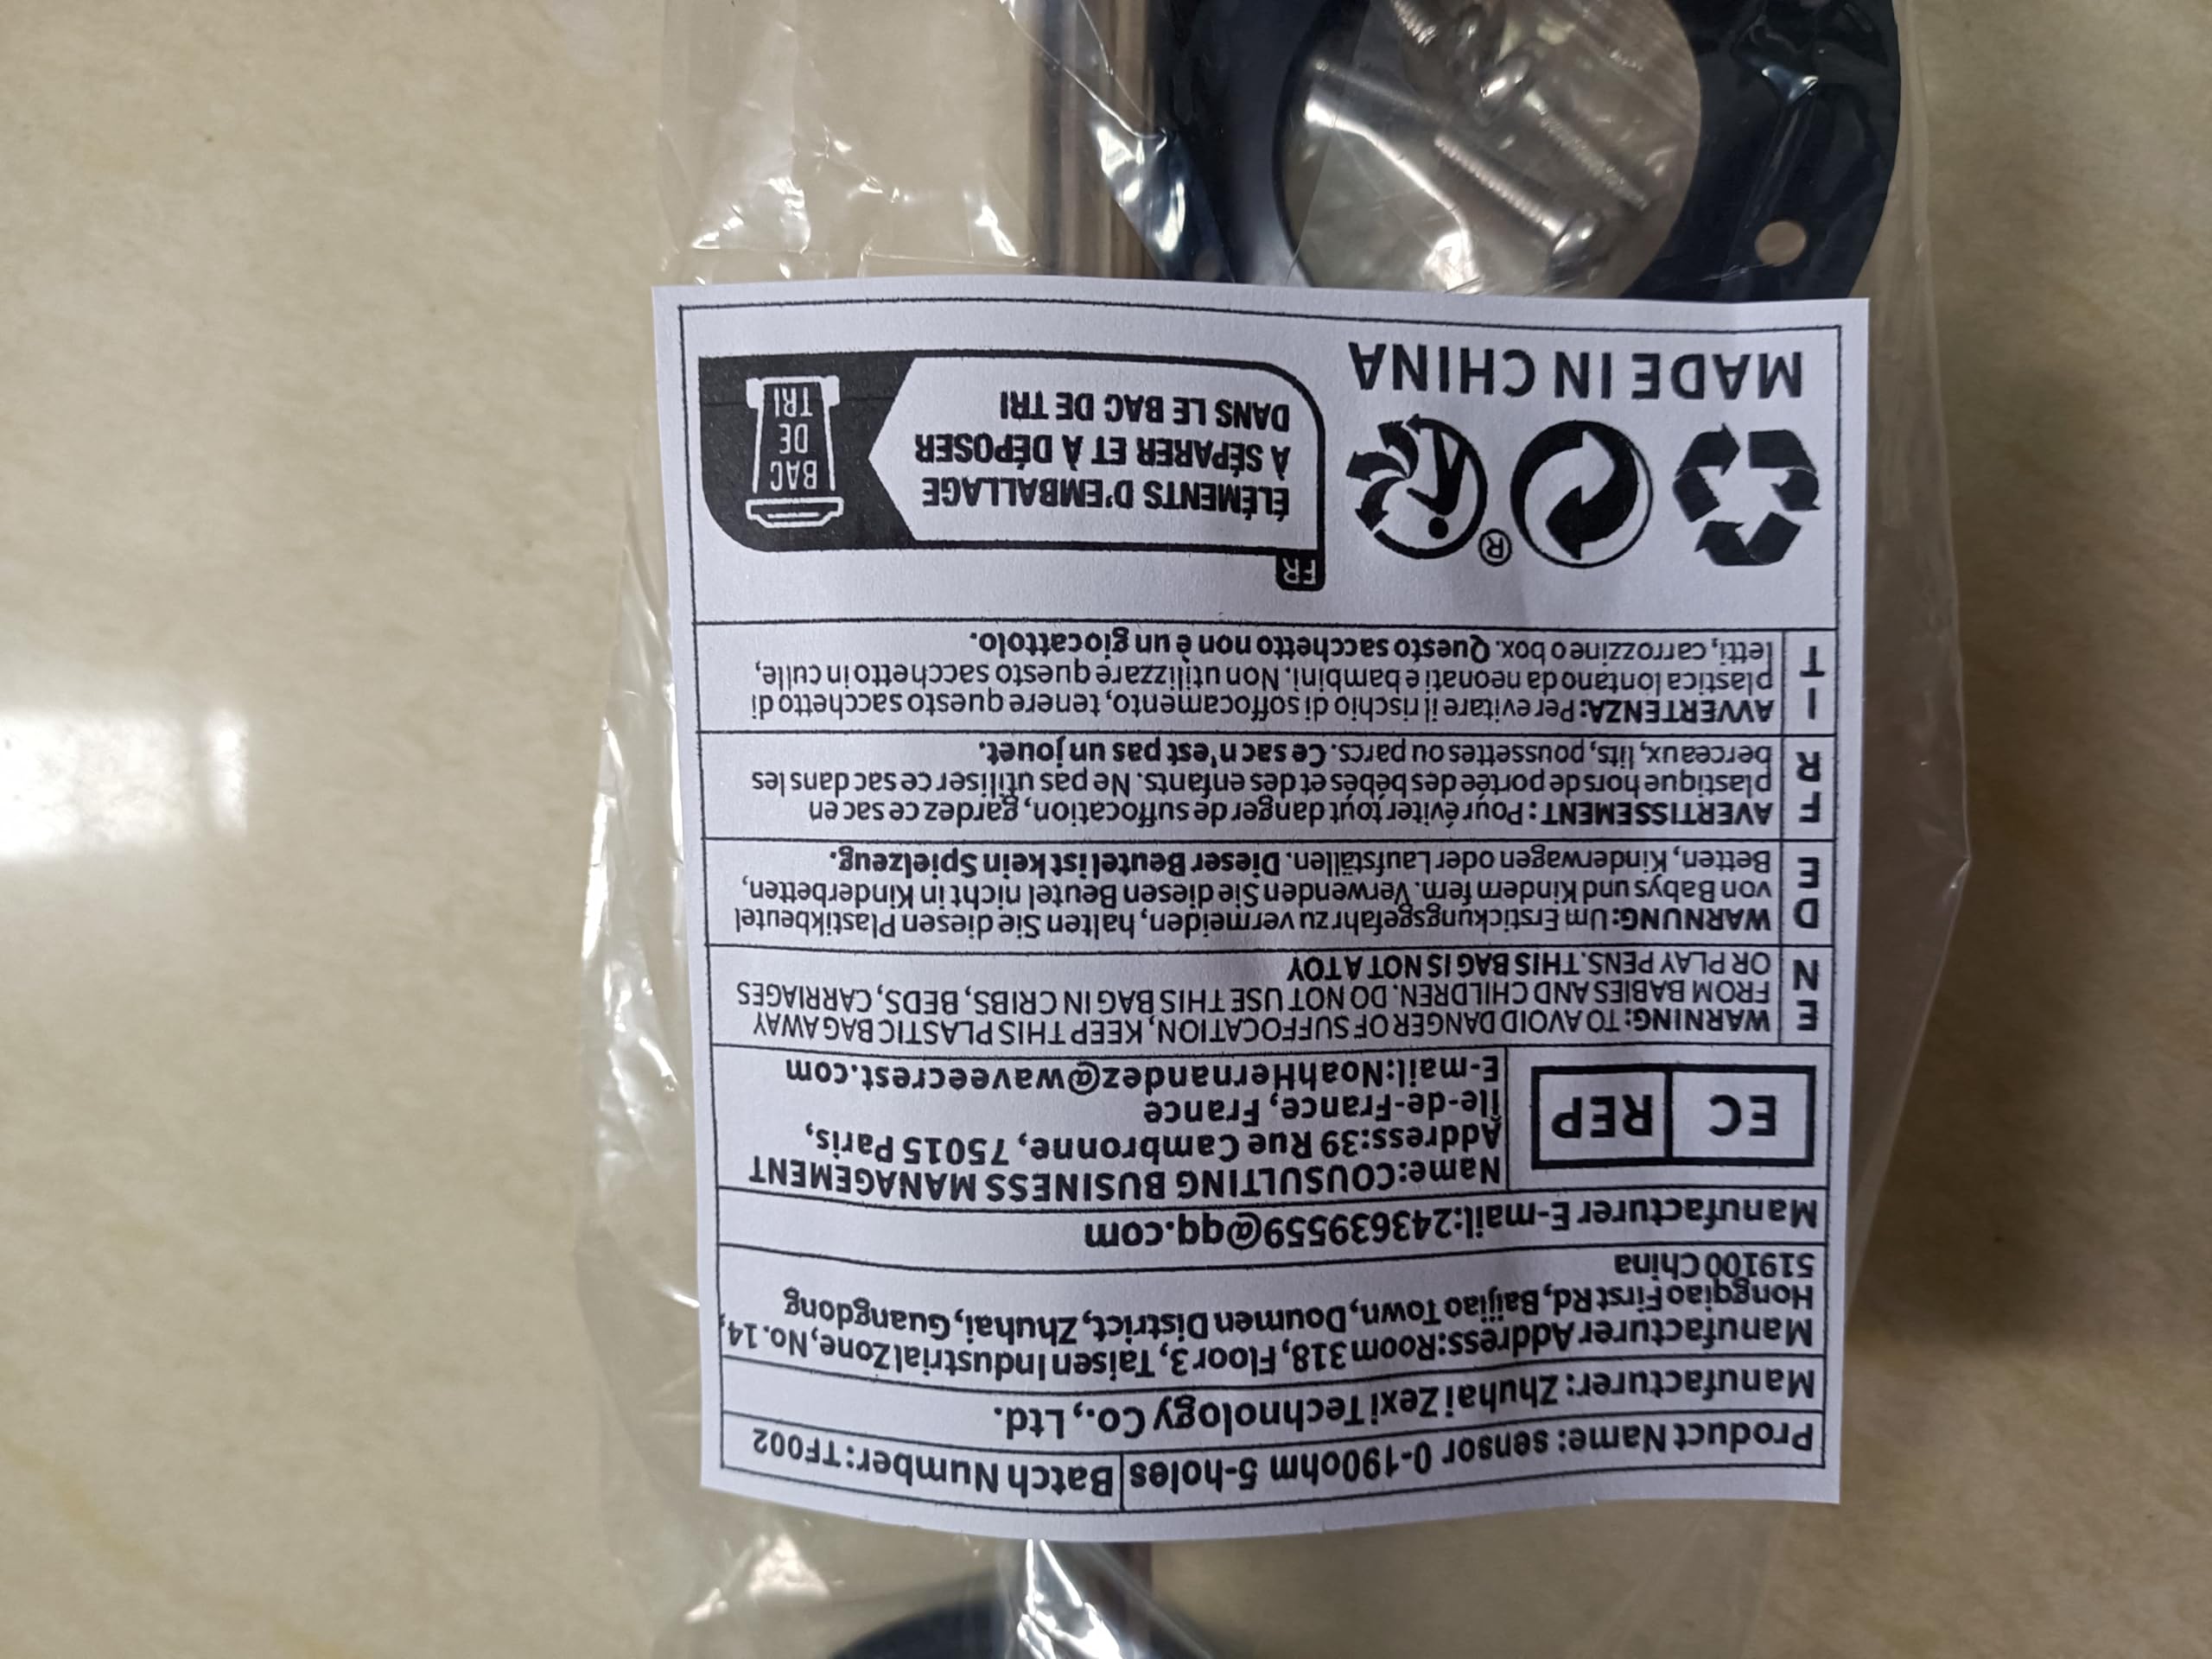 Product Name: sensor 0-190ohm 5-holes
Batch Number: TF002
Manufacturer: Zhuhai Zexi Technology Co., Ltd.
Manufacturer Address:Room 318, Floor 3, Taisen Industrial Zone, No. 14,
Hongqiao First Rd, Baijiao Town, Doumen District, Zhuhai, Guangdong
519100 China
Manufacturer E-mail:243639559@qq.com
EC REP
Name:COUSULTING BUSINESS MANAGEMENT
Address:39 Rue Cambronne, 75015 Paris,
Île-de-France, France
E-mail:NoahHernandez@waveecrest.com
EN
WARNING: TO AVOID DANGER OF SUFFOCATION, KEEP THIS PLASTIC BAG AWAY
FROM BABIES AND CHILDREN. DO NOT USE THIS BAG IN CRIBS, BEDS, CARRIAGES
OR PLAY PENS. THIS BAG IS NOT A TOY
DE
WARNUNG: Um Erstickungsgefahr zu vermeiden, halten Sie diesen Plastikbeutel
von Babys und Kindern fern. Verwenden Sie diesen Beutel nicht in Kinderbetten,
Betten, Kinderwagen oder Laufställen. Dieser Beutel ist kein Spielzeug.
FR
AVERTISSEMENT : Pour éviter tout danger de suffocation, gardez ce sac en
plastique hors de portée des bébés et des enfants. Ne pas utiliser ce sac dans les
berceaux, lits, poussettes ou parcs. Ce sac n'est pas un jouet.
IT
AVVERTENZA: Per evitare il rischio di soffocamento, tenere questo sacchetto di
plastica lontano da neonati e bambini. Non utilizzare questo sacchetto in culle,
letti, carrozzine o box. Questo sacchetto non è un giocattolo.
®
MADE IN CHINA
FR
ÉLÉMENTS D'EMBALLAGE
À SÉPARER ET À DÉPOSER
DANS LE BAC DE TRI
BAC
DE
TRI